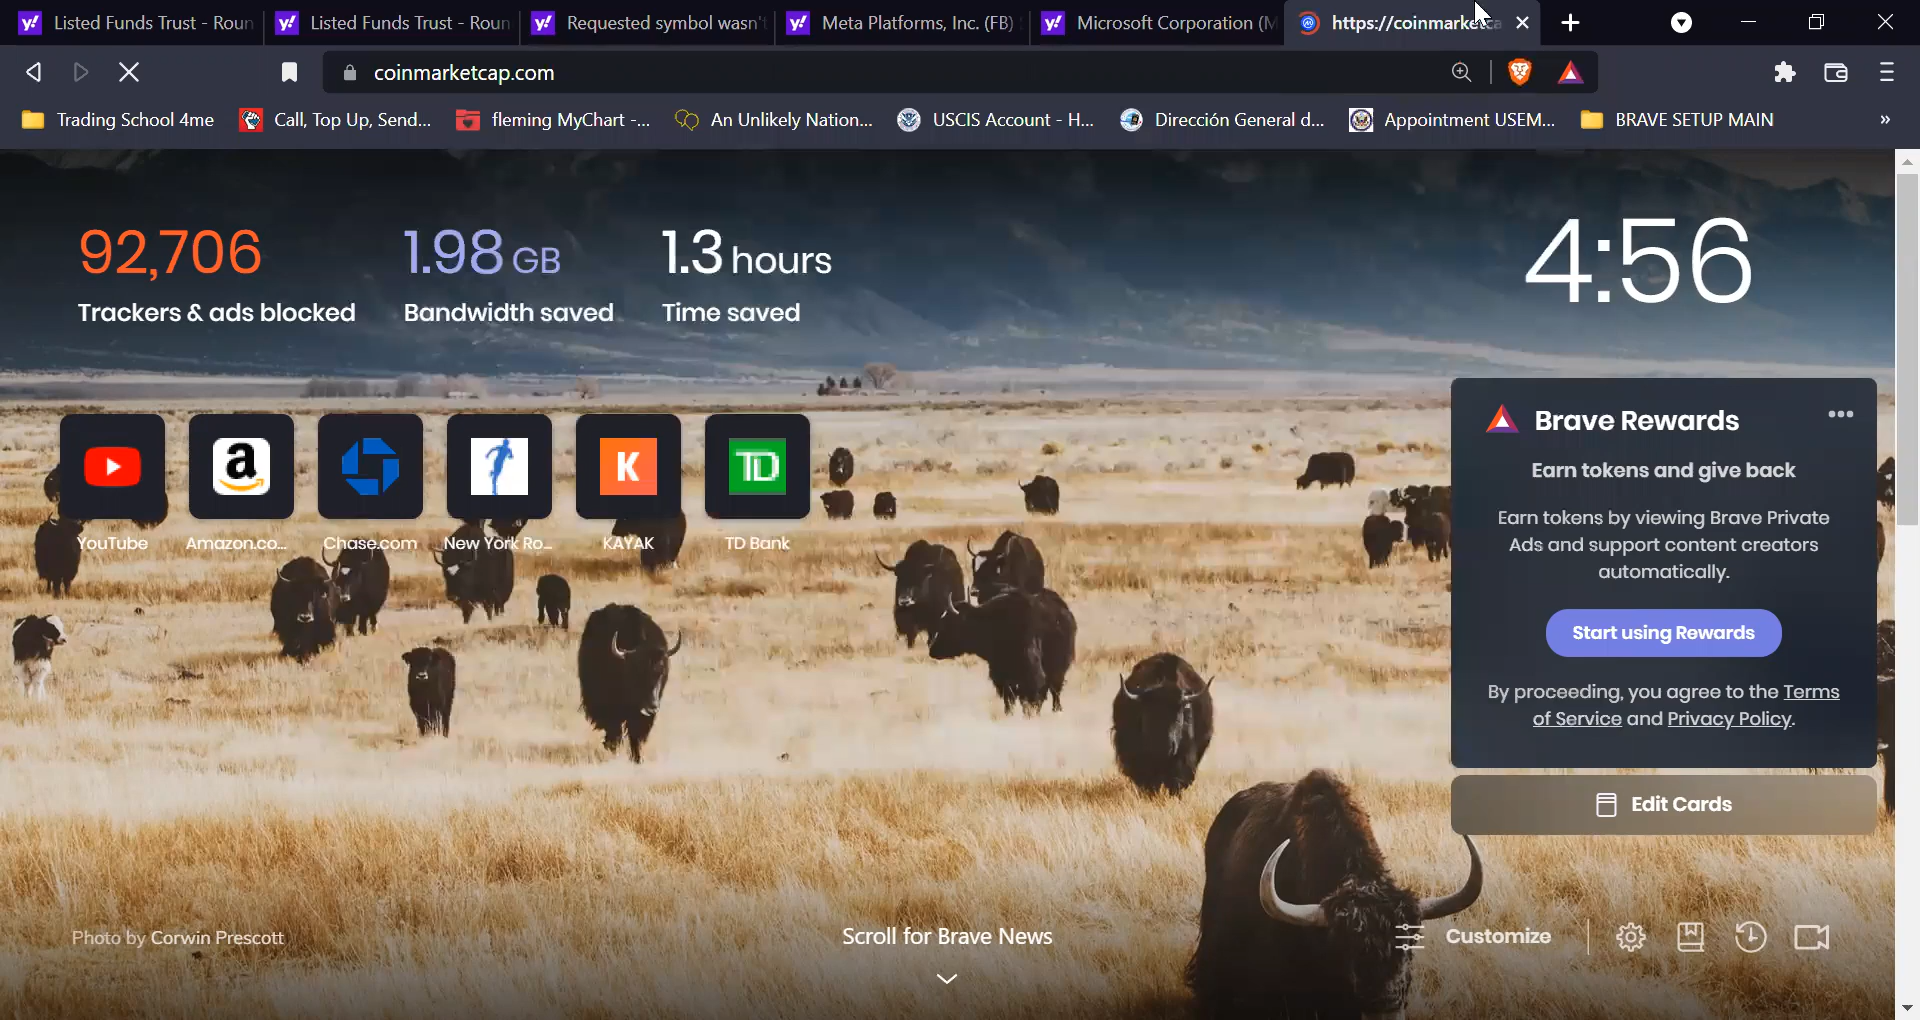 Listed Funds Trust - Roun
Listed Funds Trust - Roun
Requested symbol wasn't
Meta Platforms, Inc. (FB)
Microsoft Corporation (M
https://coinmarketca
coinmarketcap.com
Trading School 4me
Call, Top Up, Send...
fleming MyChart -...
An Unlikely Nation...
USCIS Account - H...
Dirección General d...
Appointment USEM...
BRAVE SETUP MAIN
»
92,706
1.98 GB
1.3 hours
4:56
Trackers & ads blocked
Bandwidth saved
Time saved
Brave Rewards
Earn tokens and give back
Earn tokens by viewing Brave Private
Ads and support content creators
automatically.
Start using Rewards
By proceeding, you agree to the Terms
of Service and Privacy Policy.
Edit Cards
a
K
TD
YouTube
Amazon.co...
Chase.com
New York Ro...
KAYAK
TD Bank
Photo by Corwin Prescott
Scroll for Brave News
Customize